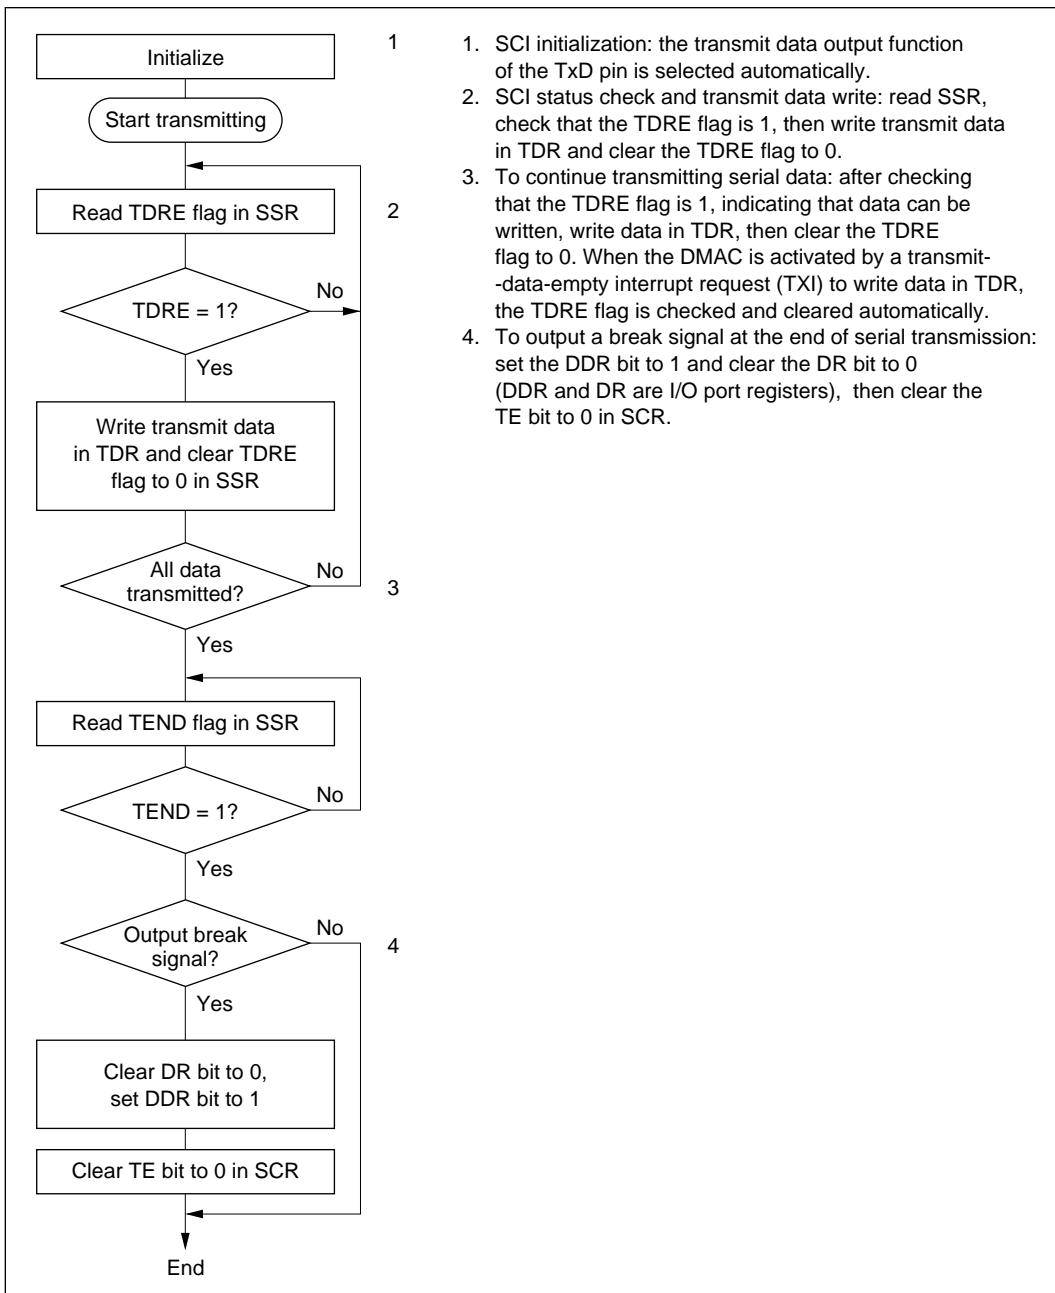 Initialize
1
Start transmitting
Read TDRE flag in SSR
2
TDRE = 1?
No
Yes
Write transmit data
in TDR and clear TDRE
flag to 0 in SSR
All data
transmitted?
No
3
Yes
Read TEND flag in SSR
TEND = 1?
No
Yes
Output break
signal?
No
4
Yes
Clear DR bit to 0,
set DDR bit to 1
Clear TE bit to 0 in SCR
End
1. SCI initialization: the transmit data output function
of the TxD pin is selected automatically.
2. SCI status check and transmit data write: read SSR,
check that the TDRE flag is 1, then write transmit data
in TDR and clear the TDRE flag to 0.
3. To continue transmitting serial data: after checking
that the TDRE flag is 1, indicating that data can be
written, write data in TDR, then clear the TDRE
flag to 0. When the DMAC is activated by a transmit-
-data-empty interrupt request (TXI) to write data in TDR,
the TDRE flag is checked and cleared automatically.
4. To output a break signal at the end of serial transmission:
set the DDR bit to 1 and clear the DR bit to 0
(DDR and DR are I/O port registers), then clear the
TE bit to 0 in SCR.